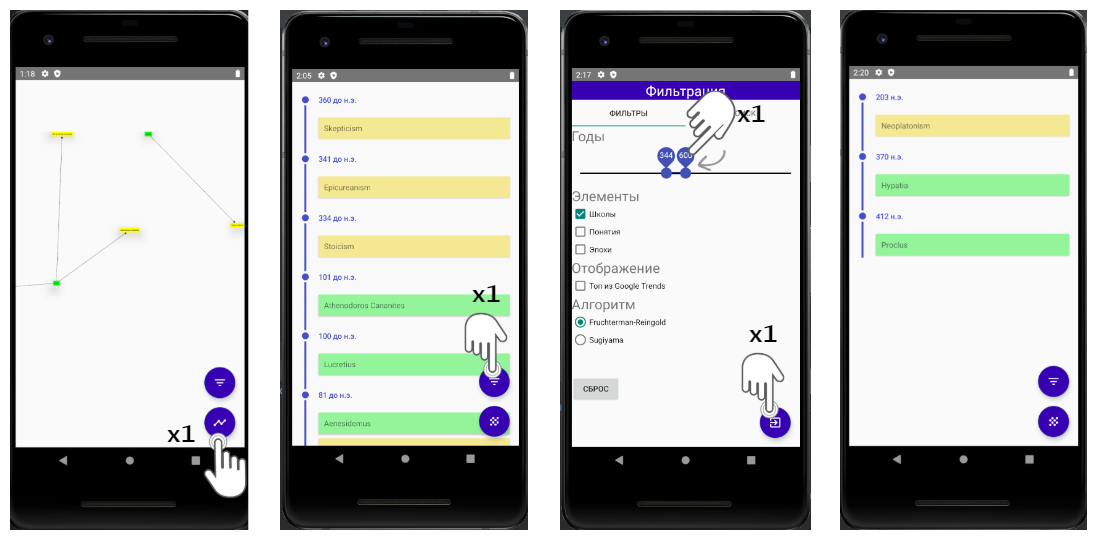 1:18
x1
2:05
360 до н.э.
Skepticism
341 до н.э.
Epicureanism
334 до н.э.
Stoicism
101 до н.э.
Athenodoros Cananites
x1
100 до н.э.
Lucretius
81 до н.э.
Aenesidemus
2:17
Фильтрация
ФИЛЬТРЫ
x1
Годы
344
600
Элементы
Школы
Понятия
Эпохи
Отображение
Топ из Google Trends
Алгоритм
Fruchterman-Reingold
x1
Sugiyama
СБРОС
2:20
203 н.э.
Neoplatonism
370 н.э.
Hypatia
412 н.э.
Proclus